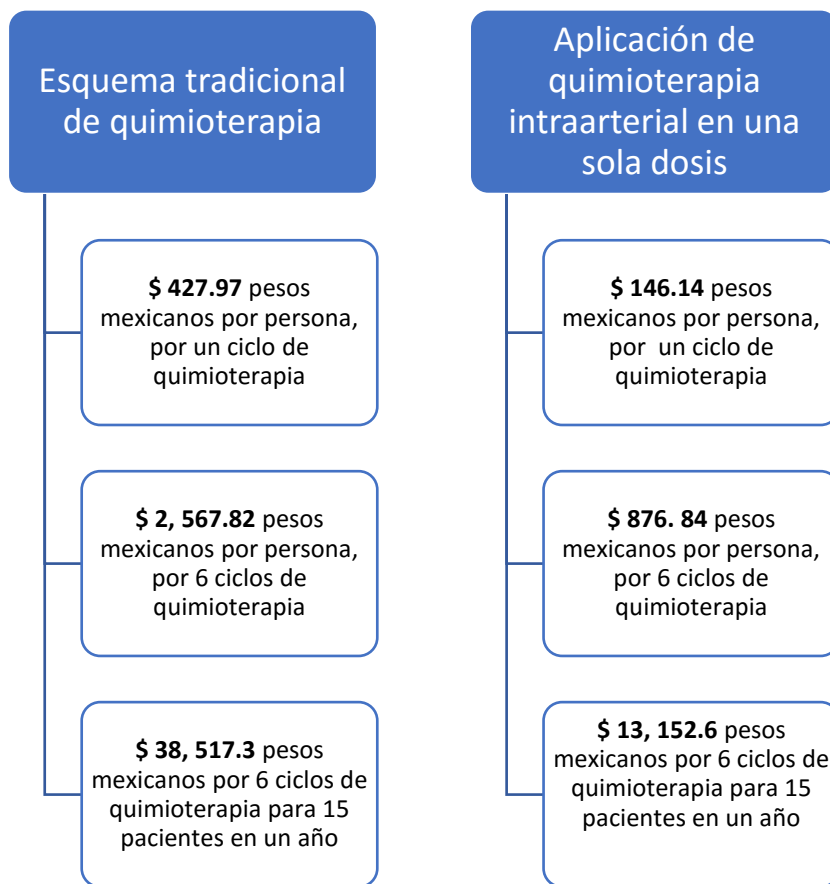 Esquema tradicional
de quimioterapia
$ 427.97 pesos
mexicanos por persona,
por un ciclo de
quimioterapia
$ 2, 567.82 pesos
mexicanos por persona,
por 6 ciclos de
quimioterapia
$ 38, 517.3 pesos
mexicanos por 6 ciclos de
quimioterapia para 15
pacientes en un año
Aplicación de
quimioterapia
intraarterial en una
sola dosis
$ 146.14 pesos
mexicanos por persona,
por un ciclo de
quimioterapia
$ 876. 84 pesos
mexicanos por persona,
por 6 ciclos de
quimioterapia
$ 13, 152.6 pesos
mexicanos por 6 ciclos de
quimioterapia para 15
pacientes en un año